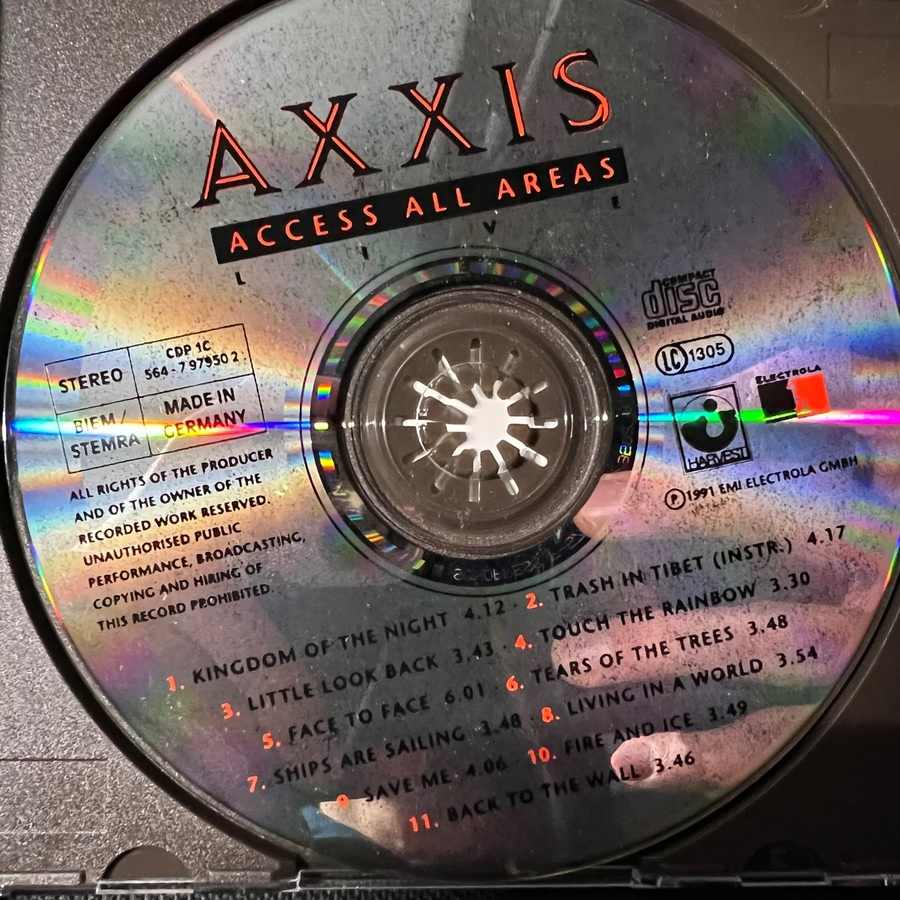 AXXIS
ACCESS ALL AREAS
LIVE
COMPACT
disc
DIGITAL AUDIO
STEREO
CDP 1C
564-7 97950 2
BIEM/
STEMRA
MADE IN
GERMANY
LC 1305
ELECTROLA
HARVEST
℗ 1991 EMI ELECTROLA GMBH
ALL RIGHTS OF THE PRODUCER
AND OF THE OWNER OF THE
RECORDED WORK RESERVED.
UNAUTHORISED PUBLIC
PERFORMANCE, BROADCASTING,
COPYING AND HIRING OF
THIS RECORD PROHIBITED.
1. KINGDOM OF THE NIGHT 4.12 · 2. TRASH IN TIBET (INSTR.) 4.17
3. LITTLE LOOK BACK 3.43 · 4. TOUCH THE RAINBOW 3.30
5. FACE TO FACE 6.01 · 6. TEARS OF THE TREES 3.48
7. SHIPS ARE SAILING 3.48 · 8. LIVING IN A WORLD 3.54
9. SAVE ME 4.06 · 10. FIRE AND ICE 3.49
11. BACK TO THE WALL 3.46